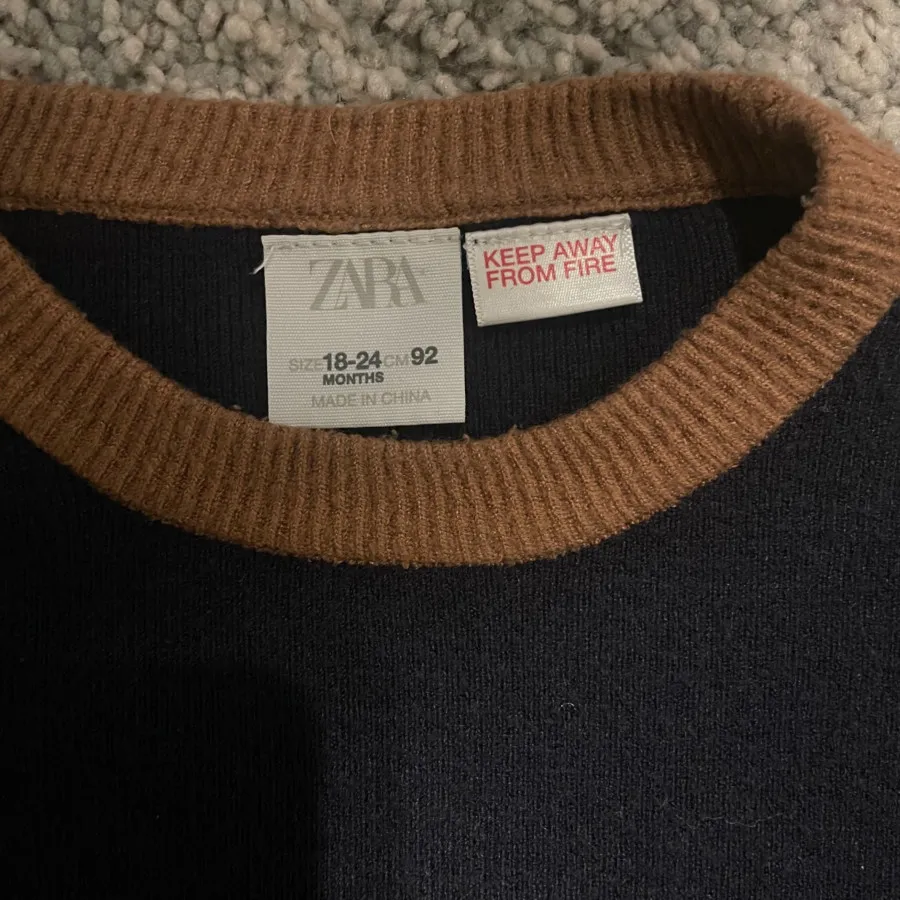 ZARA
SIZE 18-24 CM 92
MONTHS
MADE IN CHINA
KEEP AWAY
FROM FIRE